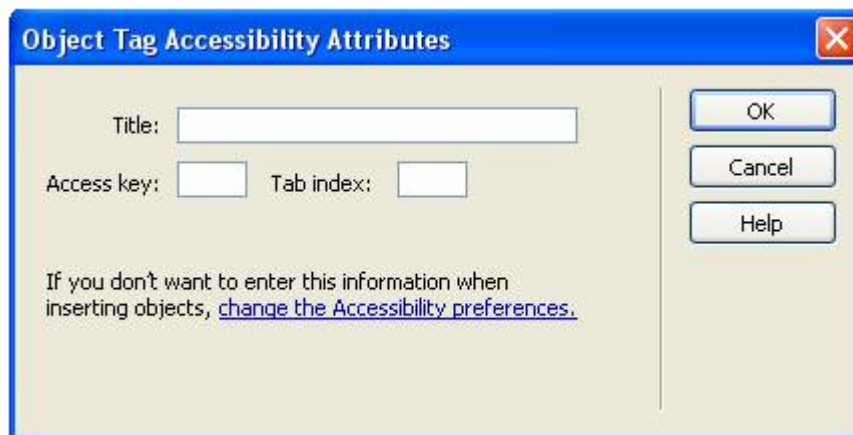 Object Tag Accessibility Attributes
Title:
OK
Access key:
Tab index:
Cancel
Help
If you don't want to enter this information when
inserting objects, change the Accessibility preferences.